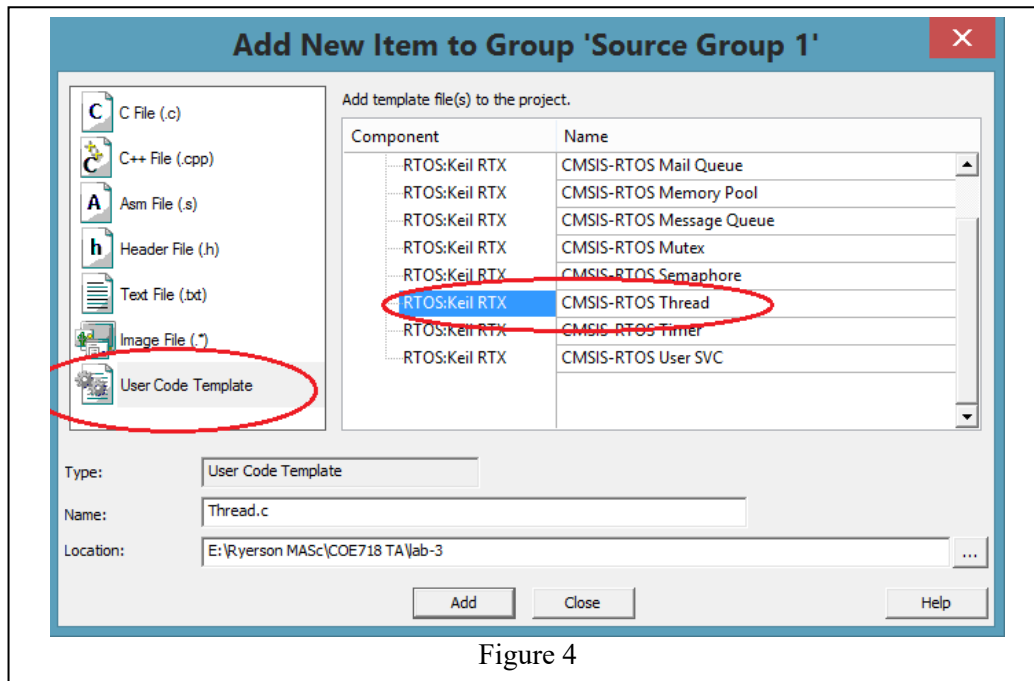 Add New Item to Group 'Source Group 1'
C File (.c)
C++ File (.cpp)
Asm File (.s)
Header File (.h)
Text File (.txt)
Image File (.*)
User Code Template
Add template file(s) to the project.
Component Name
RTOS:Keil RTX CMSIS-RTOS Mail Queue
RTOS:Keil RTX CMSIS-RTOS Memory Pool
RTOS:Keil RTX CMSIS-RTOS Message Queue
RTOS:Keil RTX CMSIS-RTOS Mutex
RTOS:Keil RTX CMSIS-RTOS Semaphore
RTOS:Keil RTX CMSIS-RTOS Thread
RTOS:Keil RTX CMSIS-RTOS Timer
RTOS:Keil RTX CMSIS-RTOS User SVC
Type: User Code Template
Name: Thread.c
Location: E:\Ryerson MASc\COE718 TA\lab-3 ...
Add Close Help
Figure 4